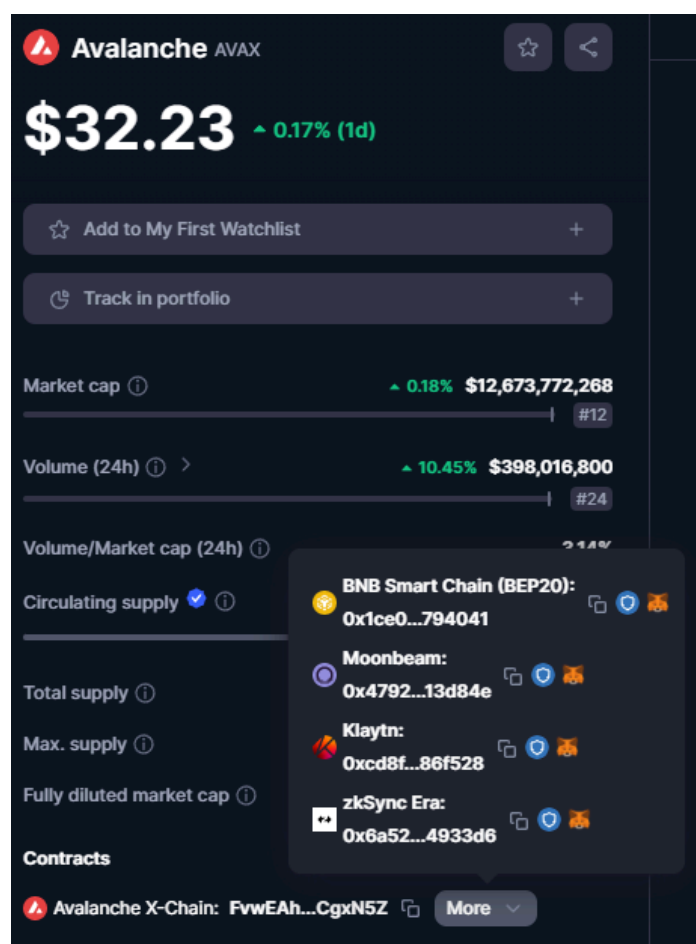 Avalanche AVAX
$32.23 0.17% (1d)
Add to My First Watchlist +
Track in portfolio +
Market cap 0.18% $12,673,772,268
#12
Volume (24h) > 10.45% $398,016,800
#24
Volume/Market cap (24h)
Circulating supply
Total supply
Max. supply
Fully diluted market cap
BNB Smart Chain (BEP20):
0x1ce0...794041
Moonbeam:
0x4792...13d84e
Klaytn:
0xcd8f...86f528
zkSync Era:
0x6a52...4933d6
Contracts
Avalanche X-Chain: FvwEAh...CgxN5Z More